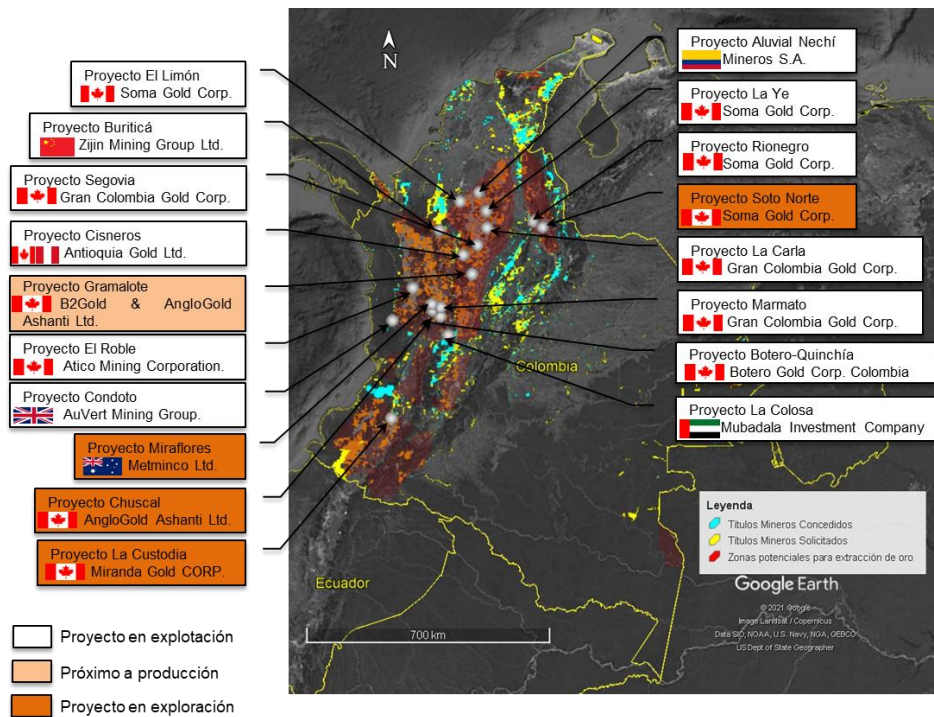 Proyecto El Limón
Soma Gold Corp.
Proyecto Buriticá
Zijin Mining Group Ltd.
Proyecto Segovia
Gran Colombia Gold Corp.
Proyecto Cisneros
Antioquia Gold Ltd.
Proyecto Gramalote
B2Gold & AngloGold
Ashanti Ltd.
Proyecto El Roble
Atico Mining Corporation.
Proyecto Condoto
AuVert Mining Group.
Proyecto Miraflores
Metminco Ltd.
Proyecto Chuscal
AngloGold Ashanti Ltd.
Proyecto La Custodia
Miranda Gold CORP.
Proyecto en explotación
Próximo a producción
Proyecto en exploración
N
Colombia
Ecuador
700 km
Proyecto Aluvial Nechí
Mineros S.A.
Proyecto La Ye
Soma Gold Corp.
Proyecto Rionegro
Soma Gold Corp.
Proyecto Soto Norte
Soma Gold Corp.
Proyecto La Carla
Gran Colombia Gold Corp.
Proyecto Marmato
Gran Colombia Gold Corp.
Proyecto Botero-Quinchía
Botero Gold Corp. Colombia
Proyecto La Colosa
Mubadala Investment Company
Leyenda
Títulos Mineros Concedidos
Títulos Mineros Solicitados
Zonas potenciales para extracción de oro
Google Earth
© 2021 Google
Image Landsat / Copernicus
Data SIO, NOAA, U.S. Navy, NGA, GEBCO
US Dept of State Geographer